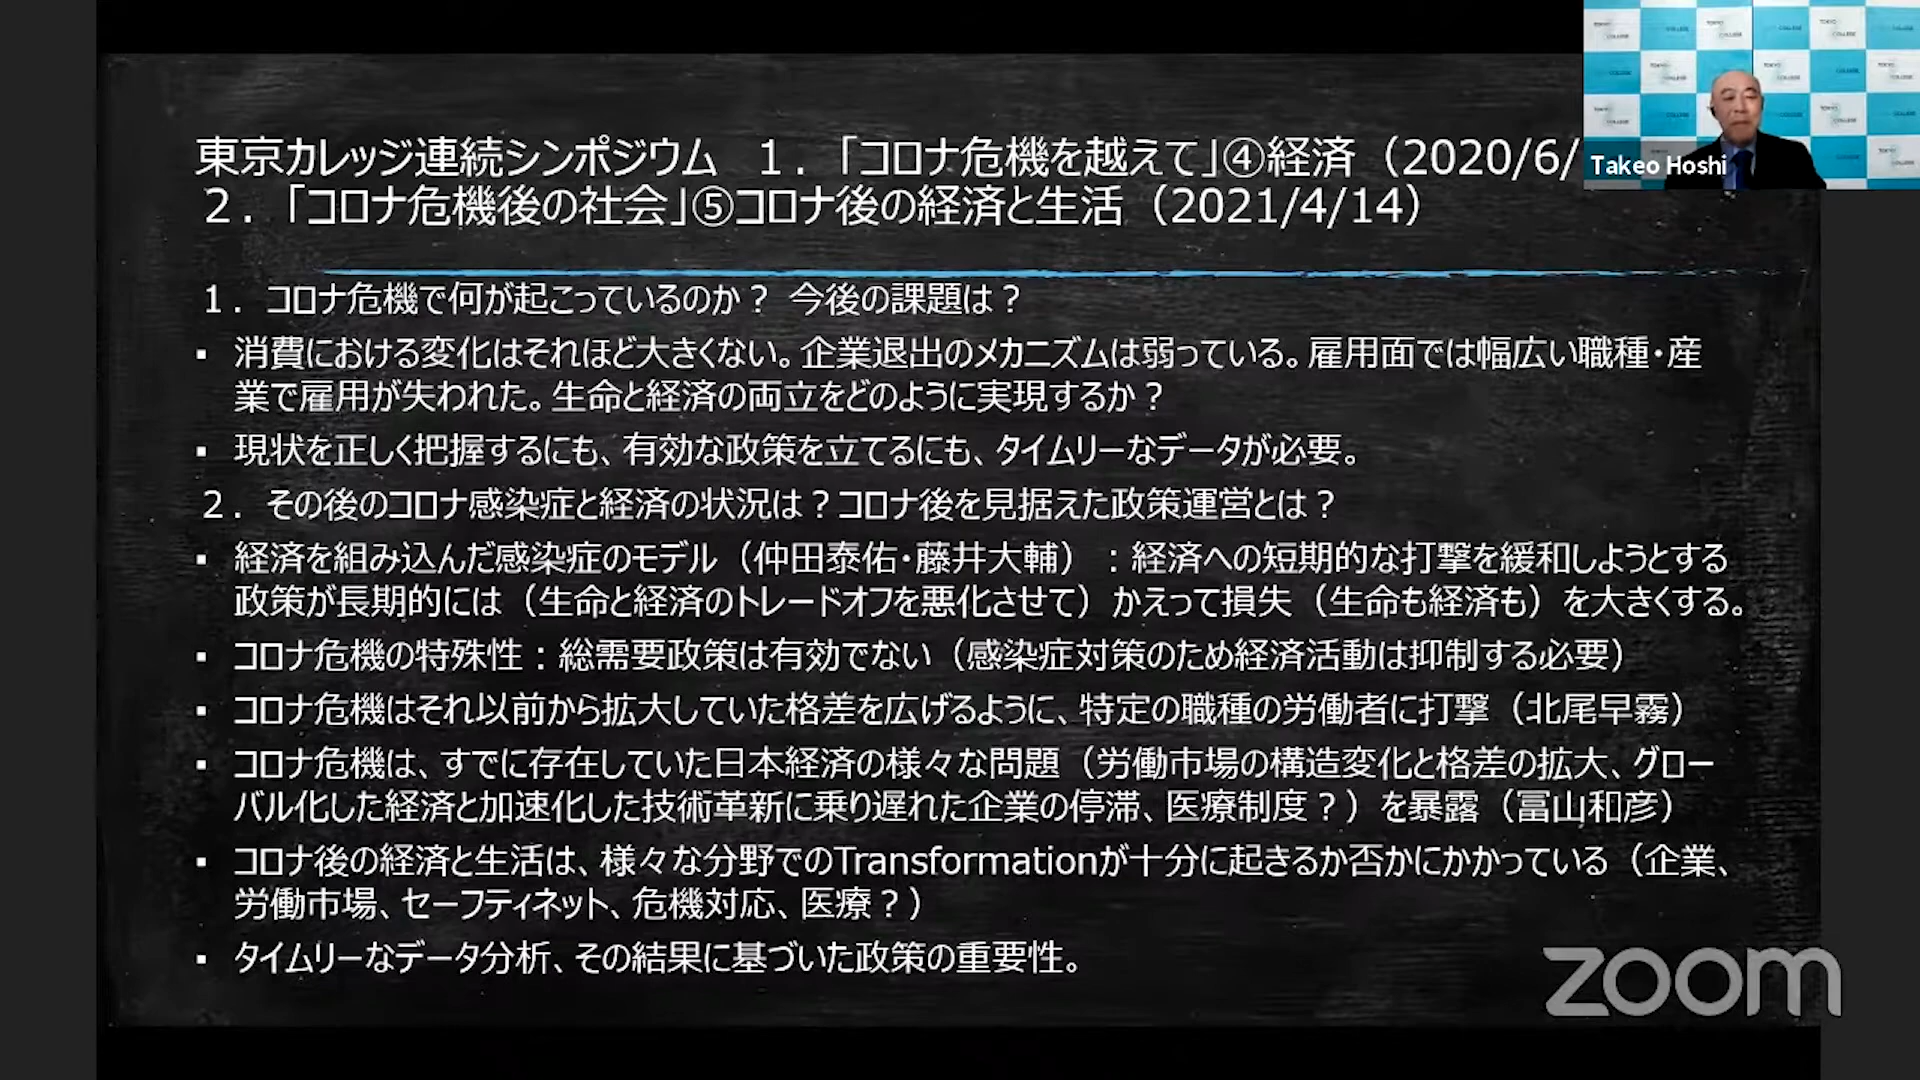 東京カレッジ連続シンポジウム　１．「コロナ危機を越えて」④経済（2020/6/
２．「コロナ危機後の社会」⑤コロナ後の経済と生活（2021/4/14）
１．コロナ危機で何が起こっているのか？ 今後の課題は？
▪ 消費における変化はそれほど大きくない。企業退出のメカニズムは弱っている。雇用面では幅広い職種・産
業で雇用が失われた。生命と経済の両立をどのように実現するか？
▪ 現状を正しく把握するにも、有効な政策を立てるにも、タイムリーなデータが必要。
２．その後のコロナ感染症と経済の状況は？コロナ後を見据えた政策運営とは？
▪ 経済を組み込んだ感染症のモデル（仲田泰佑・藤井大輔）：経済への短期的な打撃を緩和しようとする
政策が長期的には（生命と経済のトレードオフを悪化させて）かえって損失（生命も経済も）を大きくする。
▪ コロナ危機の特殊性：総需要政策は有効でない（感染症対策のため経済活動は抑制する必要）
▪ コロナ危機はそれ以前から拡大していた格差を広げるように、特定の職種の労働者に打撃（北尾早霧）
▪ コロナ危機は、すでに存在していた日本経済の様々な問題（労働市場の構造変化と格差の拡大、グロー
バル化した経済と加速化した技術革新に乗り遅れた企業の停滞、医療制度？）を暴露（冨山和彦）
▪ コロナ後の経済と生活は、様々な分野でのTransformationが十分に起きるか否かにかかっている（企業、
労働市場、セーフティネット、危機対応、医療？）
▪ タイムリーなデータ分析、その結果に基づいた政策の重要性。
Takeo Hoshi
TOKYO COLLEGE
zoom